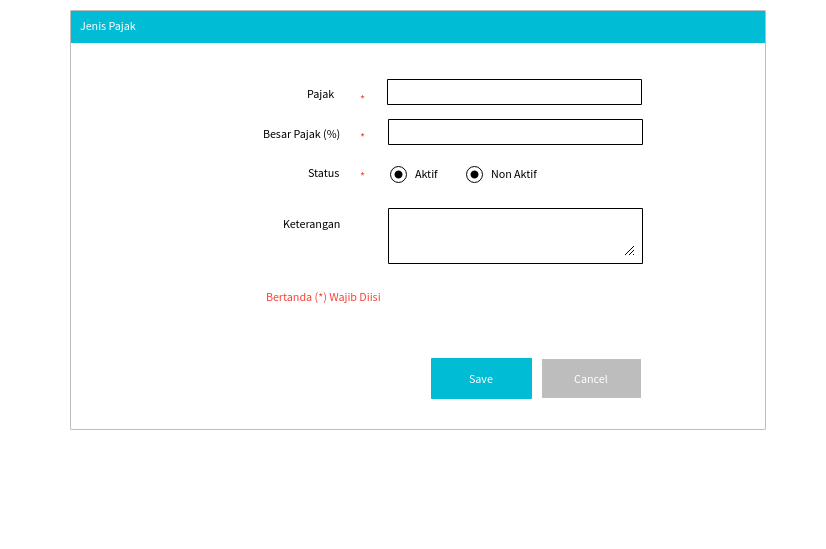 Jenis Pajak
Pajak *
Besar Pajak (%) *
Status * Aktif Non Aktif
Keterangan
Bertanda (*) Wajib Diisi
Save Cancel